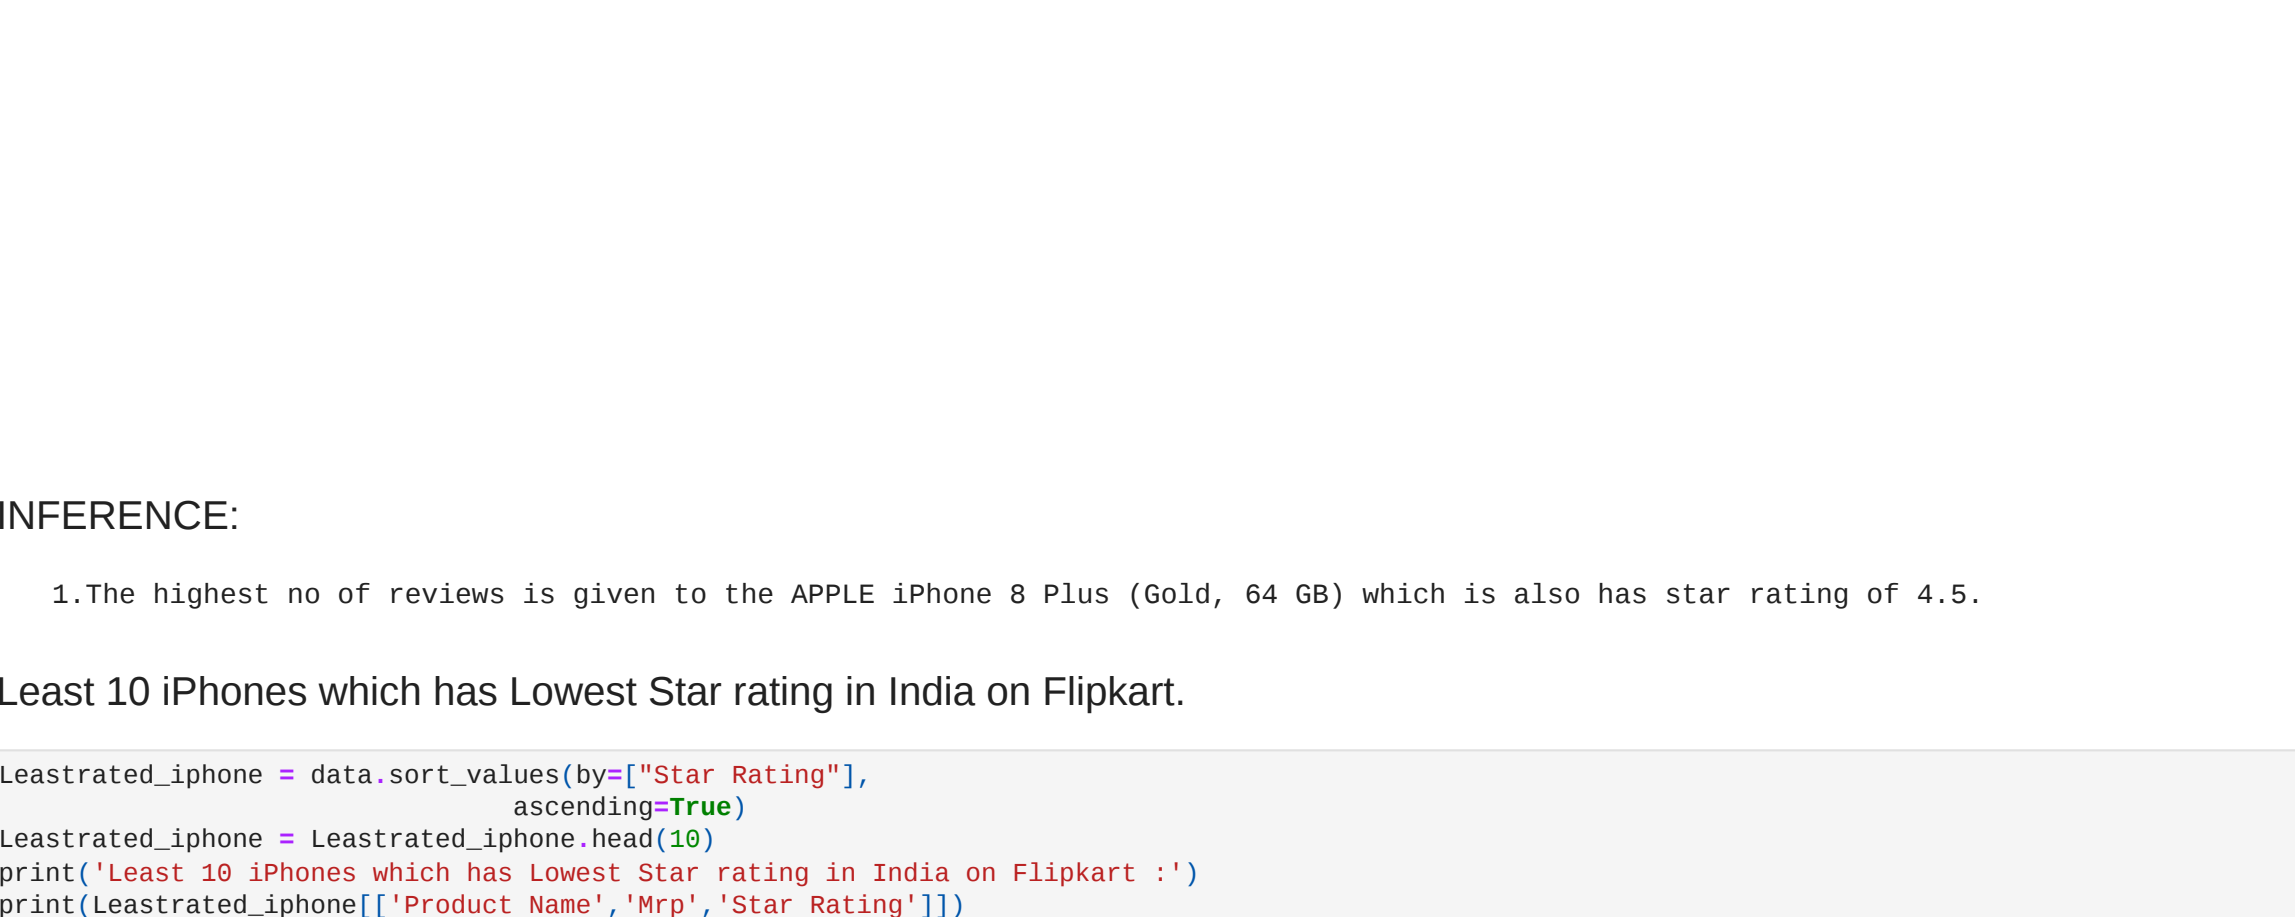 INFERENCE:
1.The highest no of reviews is given to the APPLE iPhone 8 Plus (Gold, 64 GB) which is also has star rating of 4.5.
Least 10 iPhones which has Lowest Star rating in India on Flipkart.
Leastrated_iphone = data.sort_values(by=["Star Rating"],
                                 ascending=True)
Leastrated_iphone = Leastrated_iphone.head(10)
print('Least 10 iPhones which has Lowest Star rating in India on Flipkart :')
print(Leastrated_iphone[['Product Name','Mrp','Star Rating']])